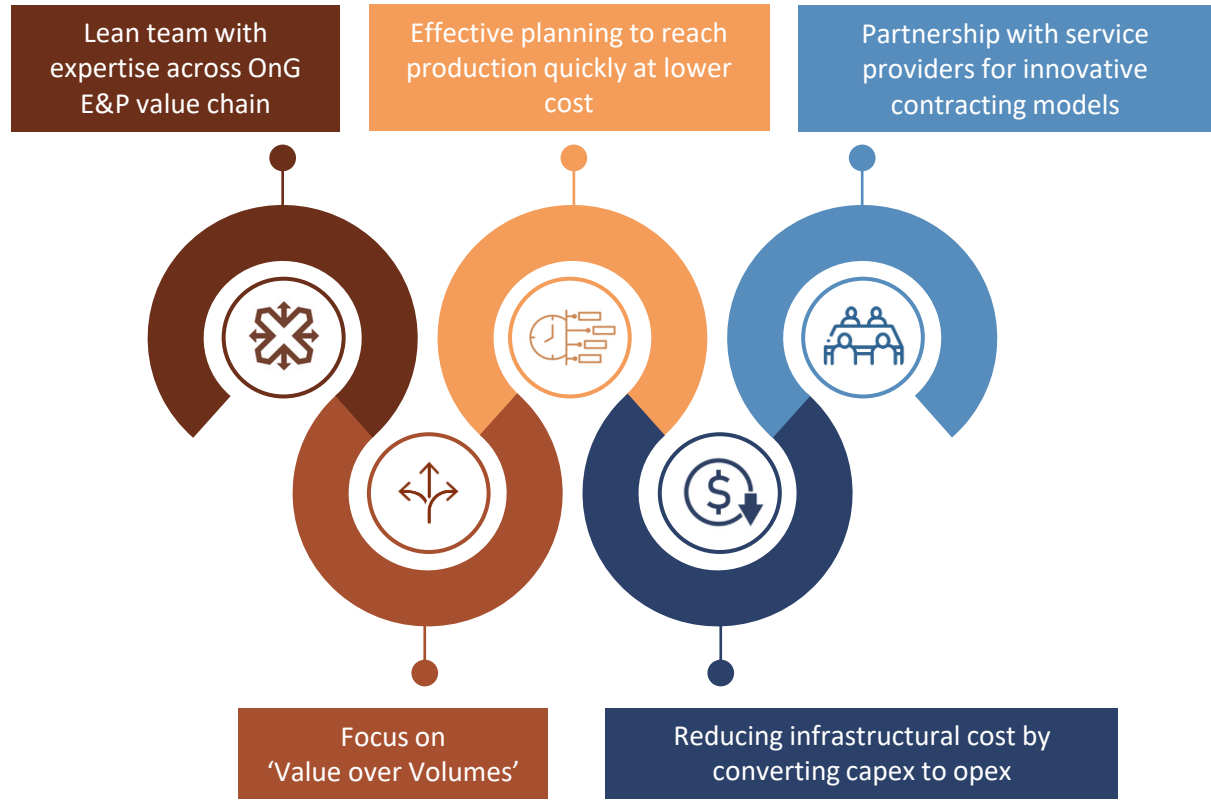 Lean team with
expertise across OnG
E&P value chain
Effective planning to reach
production quickly at lower
cost
Partnership with service
providers for innovative
contracting models
Focus on
‘Value over Volumes’
Reducing infrastructural cost by
converting capex to opex